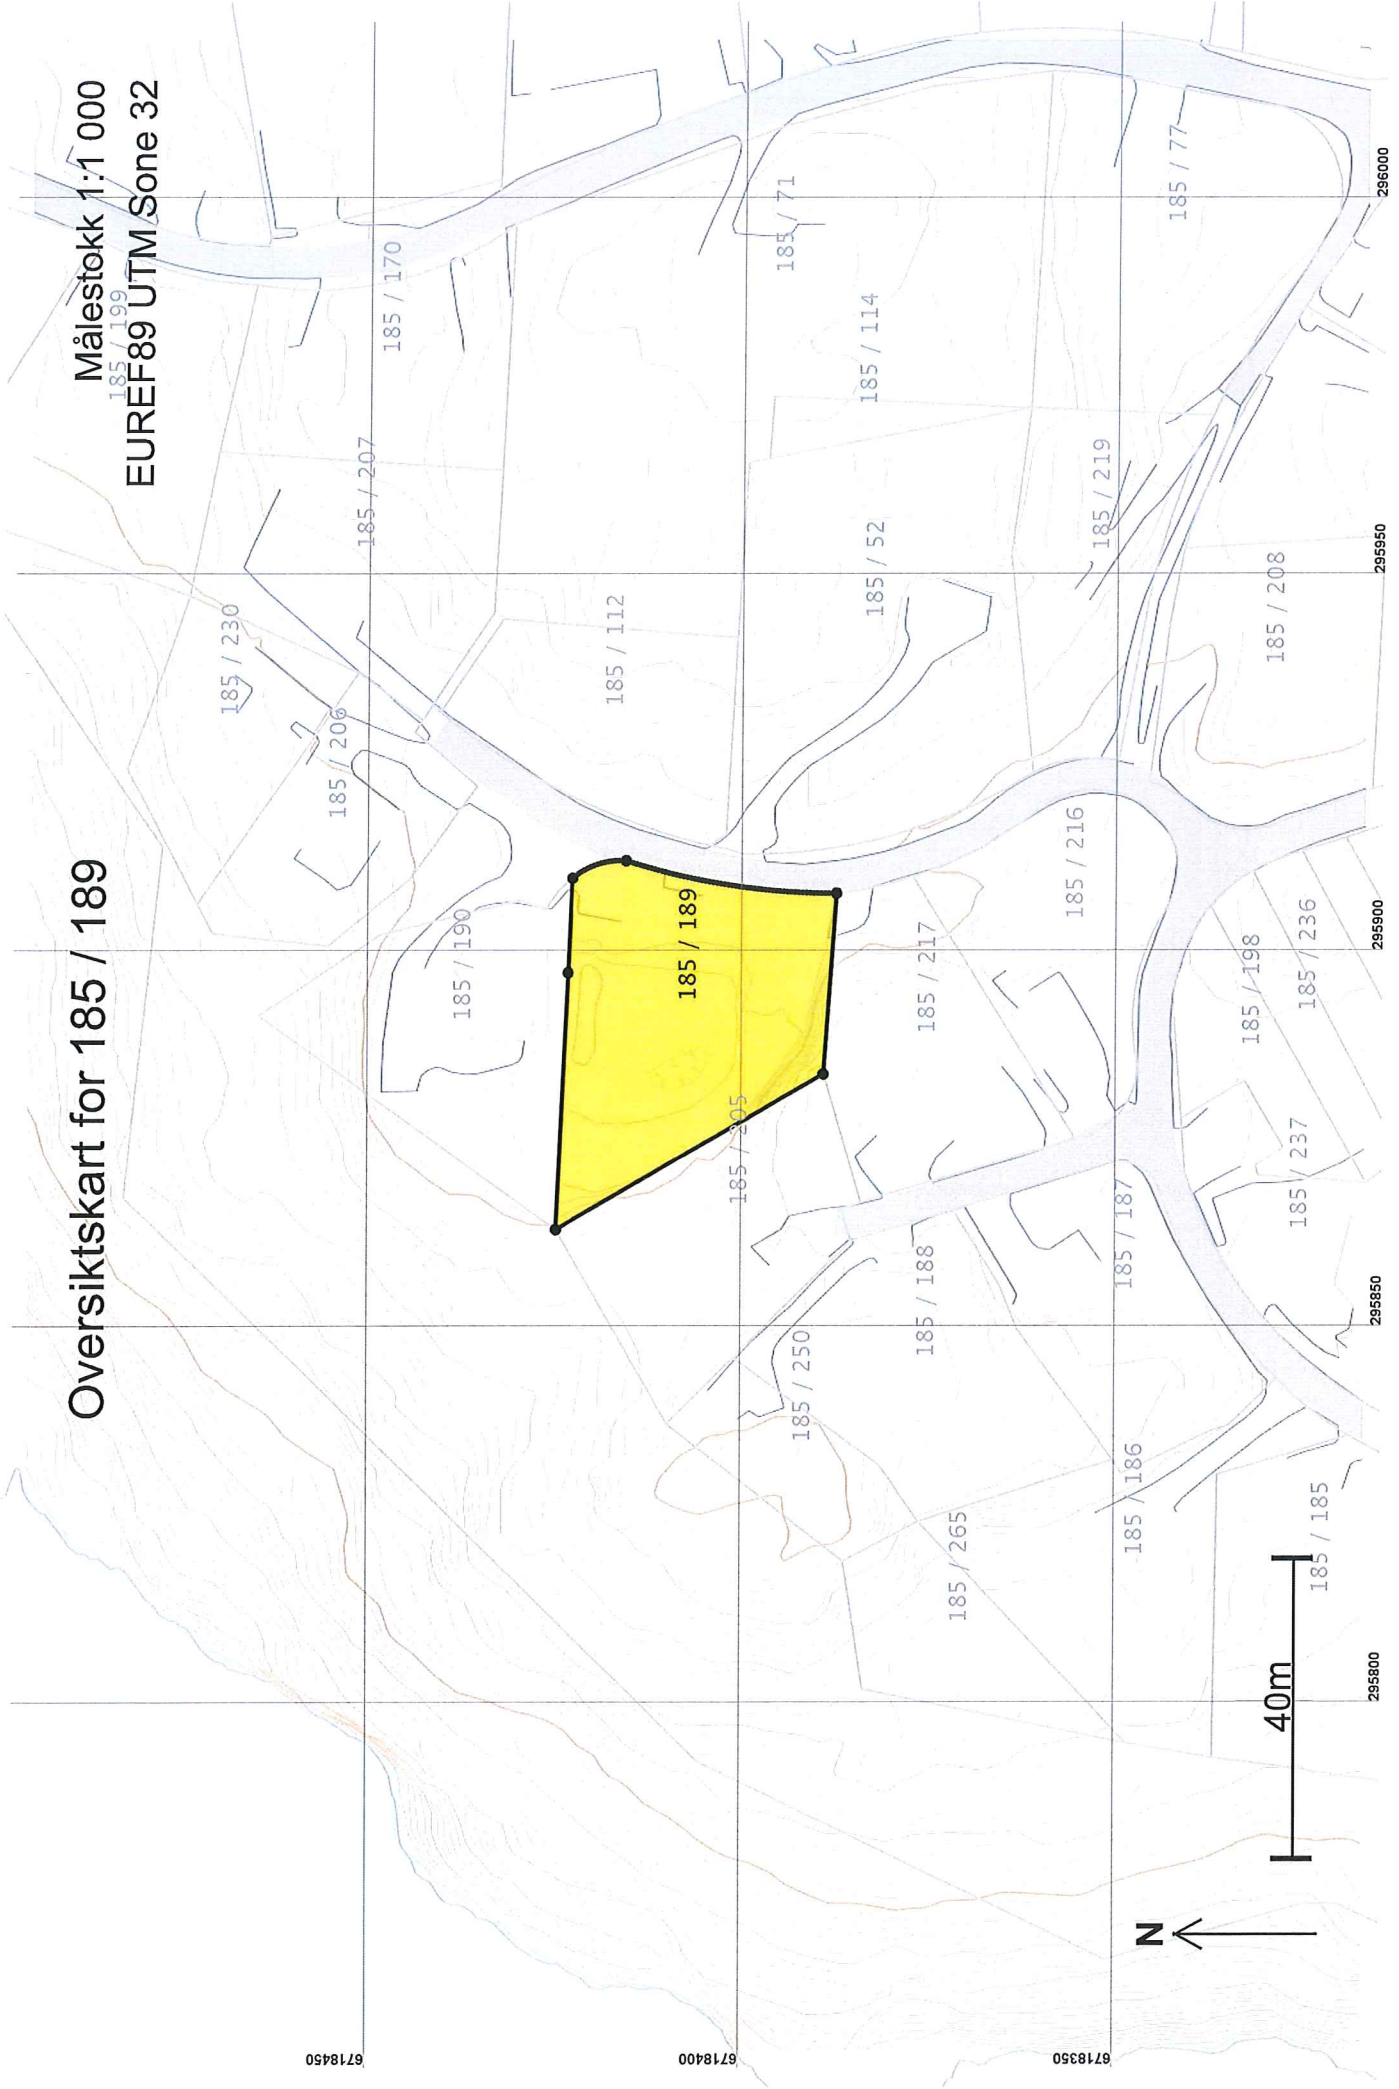 Oversiktskart for 185 / 189
Målestokk 1:1 000
EUREF89 UTM Sone 32
185 / 199
185 / 230
185 / 207
185 / 170
185 / 206
185 / 190
185 / 112
185 / 189
185 / 205
185 / 71
185 / 114
185 / 52
185 / 250
185 / 217
185 / 188
185 / 265
185 / 77
185 / 219
185 / 216
185 / 187
185 / 186
185 / 208
185 / 198
185 / 236
185 / 237
185 / 185
40m
N
6718450
6718400
6718350
295800
295850
295900
295950
296000